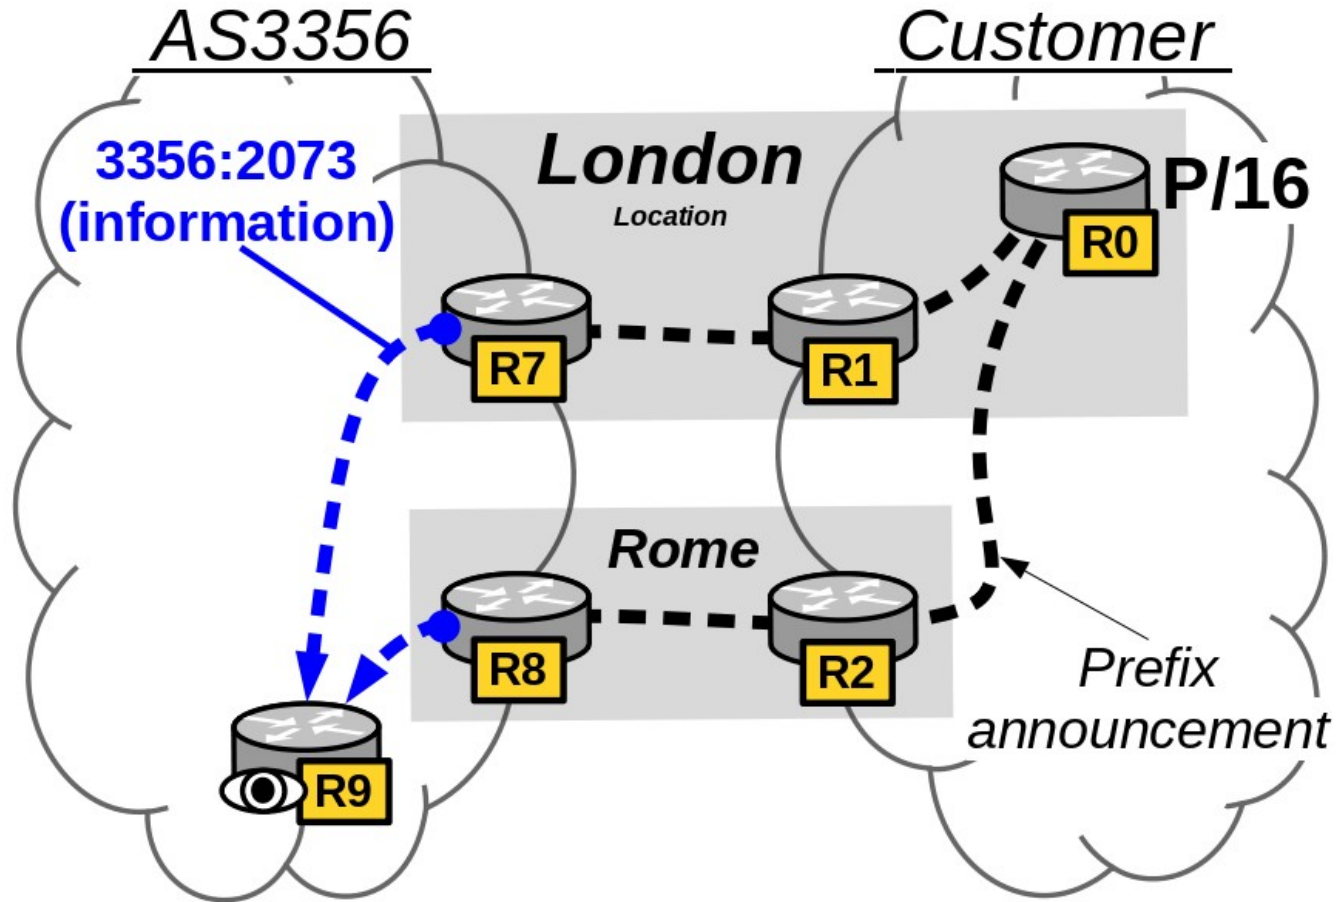 AS3356
Customer
3356:2073
(information)
London
Location
P/16
R0
R7
R1
Rome
R8
R2
Prefix
announcement
R9